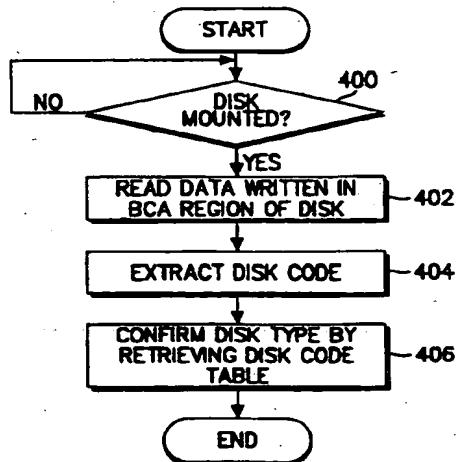 START
400
NO
DISK
MOUNTED?
YES
READ DATA WRITTEN IN
BCA REGION OF DISK
402
EXTRACT DISK CODE
404
CONFIRM DISK TYPE BY
RETRIEVING DISK CODE
TABLE
406
END